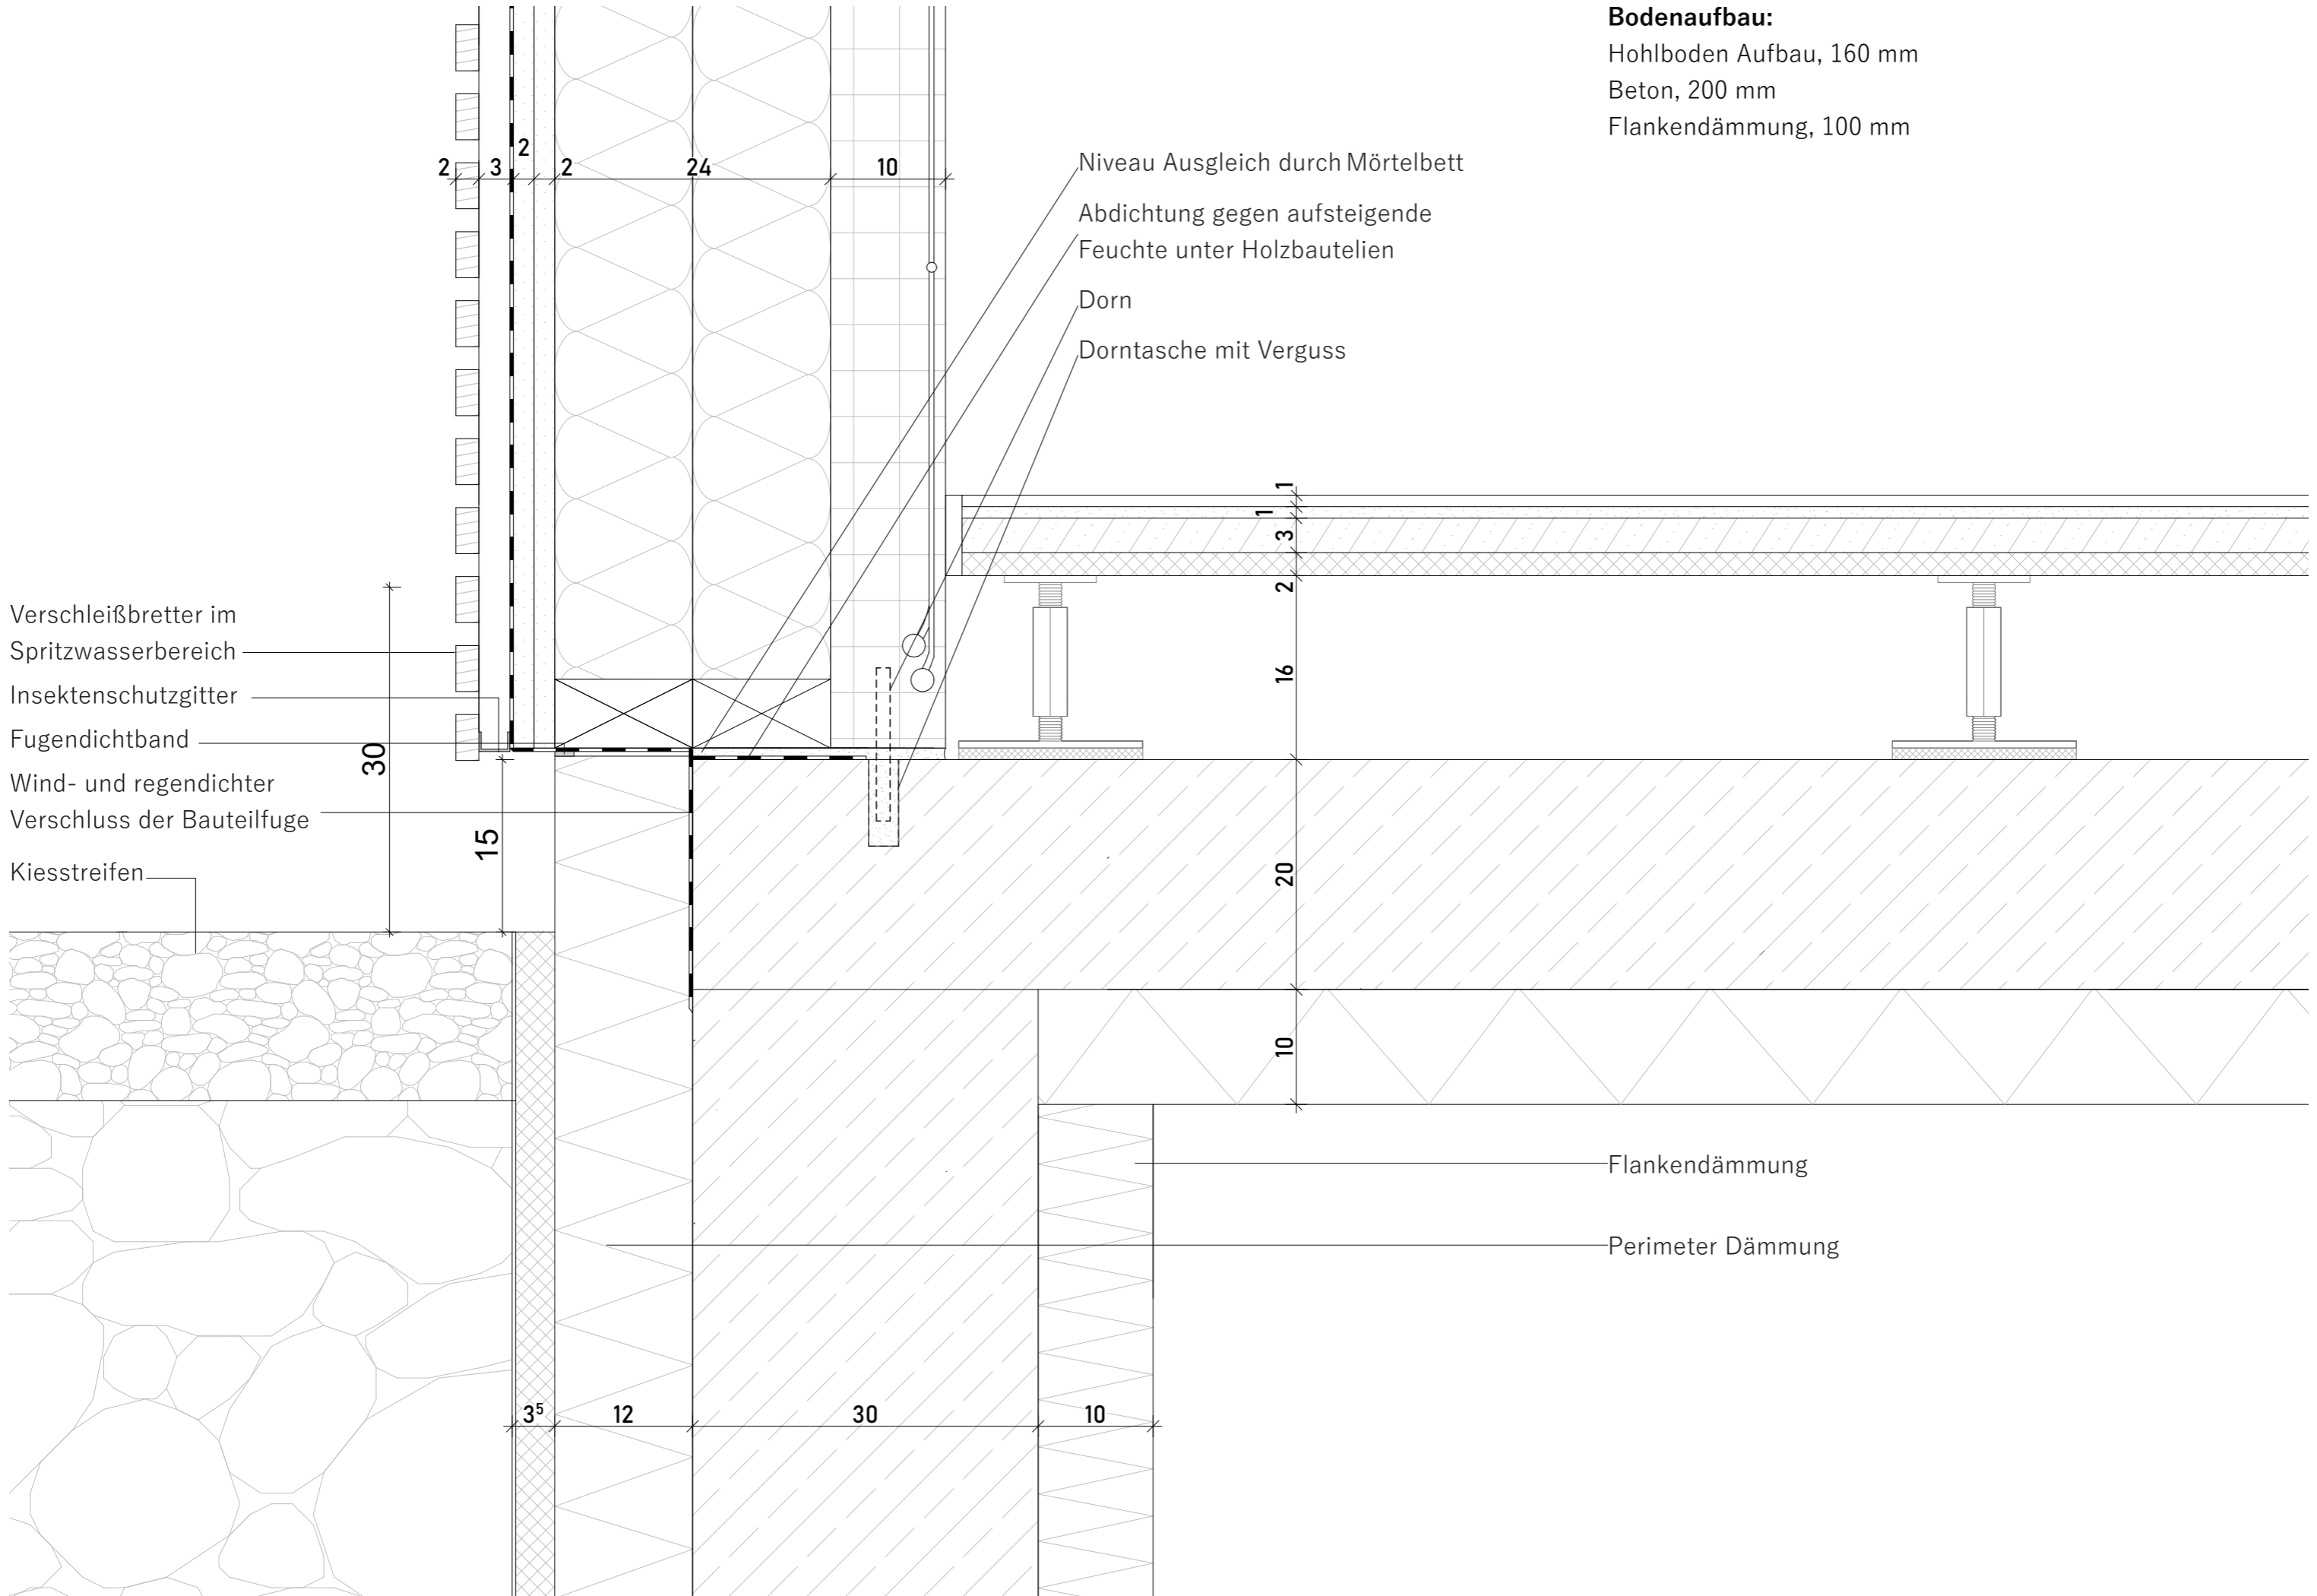 Bodenaufbau:
Hohlboden Aufbau, 160 mm
Beton, 200 mm
Flankendämmung, 100 mm
2 3 2 2 24 10
Niveau Ausgleich durch Mörtelbett
Abdichtung gegen aufsteigende
Feuchte unter Holzbautelien
Dorn
Dorntasche mit Verguss
1
1
3
2
16
20
10
Verschleißbretter im
Spritzwasserbereich
Insektenschutzgitter
Fugendichtband
30
Wind- und regendichter
Verschluss der Bauteilfuge
15
Kiesstreifen
Flankendämmung
Perimeter Dämmung
3⁵ 12 30 10